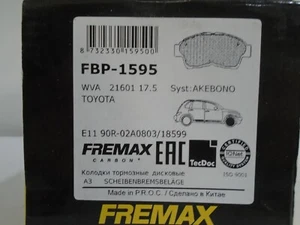 8 732330 159500
FBP-1595
WVA 21601 17.5 Syst:AKEBONO
TOYOTA
E11 90R-02A0803/18599
FREMAX
CARBON+
EAC
TecDoc
ISO 9001
Колодки тормозные дисковые
A3 SCHEIBENBREMSBELÄGE
Made in P.R.C. / Сделано в Китае
FREMAX